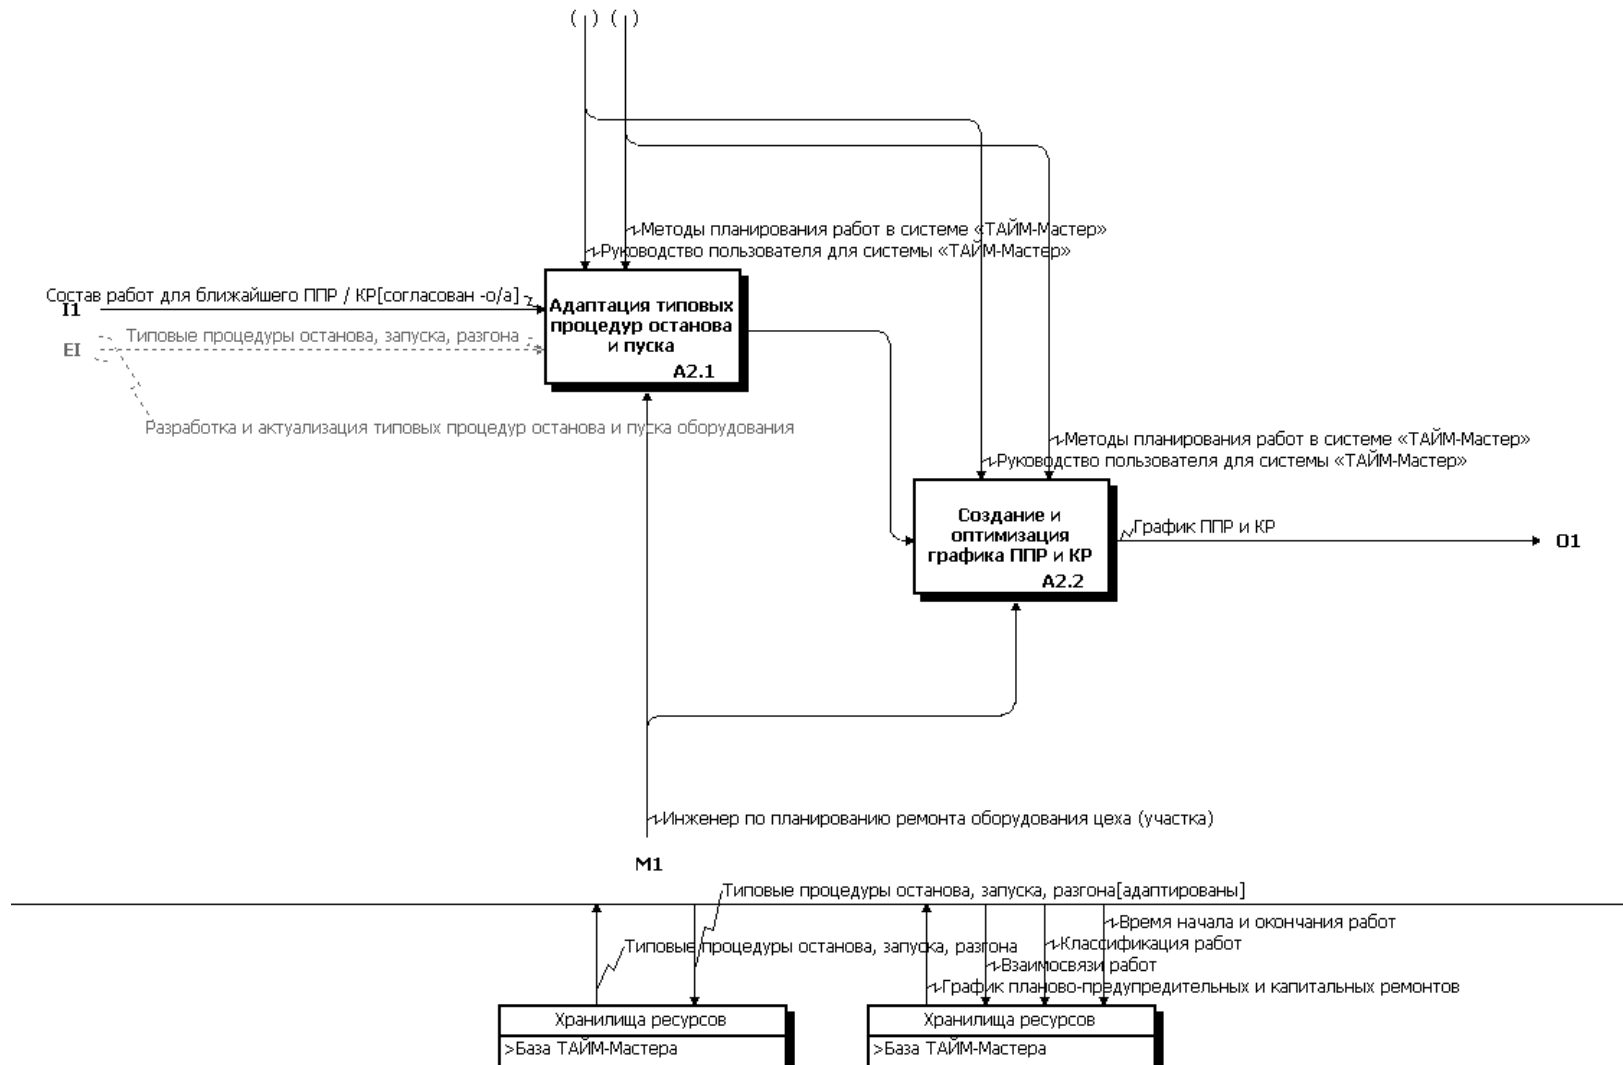 ( ) ( )
Методы планирования работ в системе «ТАЙМ-Мастер»
Руководство пользователя для системы «ТАЙМ-Мастер»
Состав работ для ближайшего ППР / КР[согласован -о/а]
I1
Адаптация типовых
процедур останова
и пуска
A2.1
Типовые процедуры останова, запуска, разгона
EI
Разработка и актуализация типовых процедур останова и пуска оборудования
Методы планирования работ в системе «ТАЙМ-Мастер»
Руководство пользователя для системы «ТАЙМ-Мастер»
Создание и
оптимизация
графика ППР и КР
A2.2
График ППР и КР
O1
Инженер по планированию ремонта оборудования цеха (участка)
M1
Типовые процедуры останова, запуска, разгона[адаптированы]
Время начала и окончания работ
Типовые процедуры останова, запуска, разгона
Классификация работ
Взаимосвязи работ
График планово-предупредительных и капитальных ремонтов
Хранилища ресурсов
>База ТАЙМ-Мастера
Хранилища ресурсов
>База ТАЙМ-Мастера